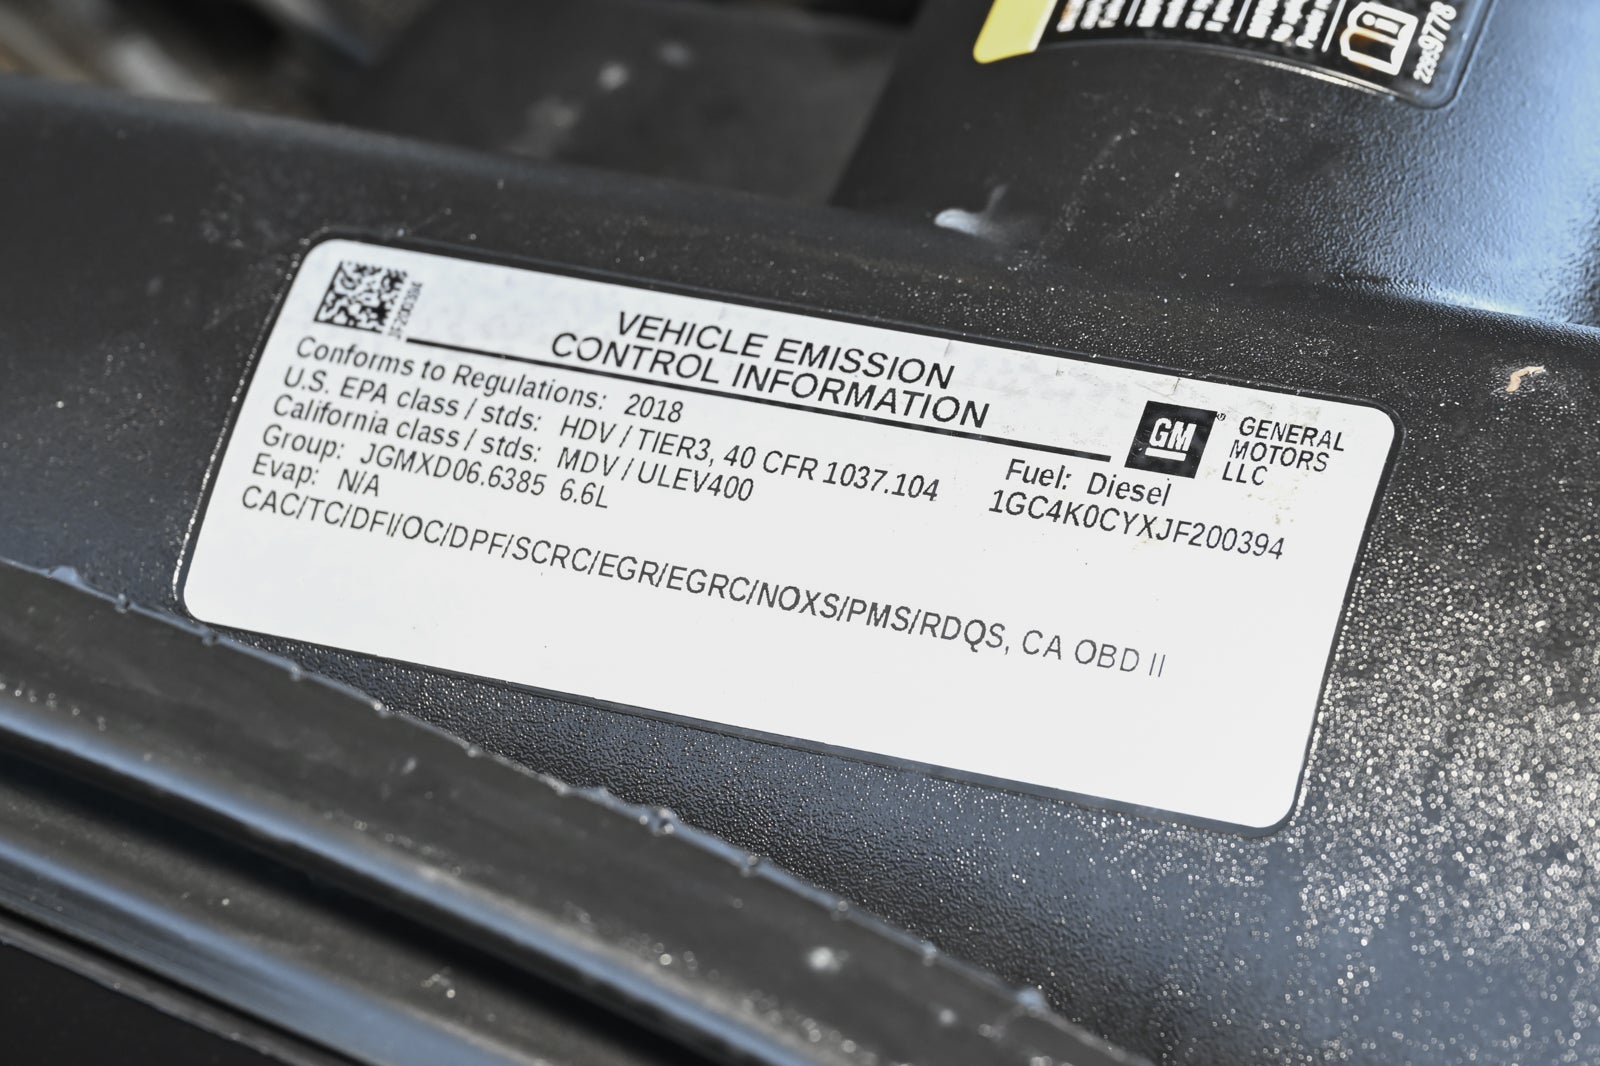 22969778
JF200394
VEHICLE EMISSION
CONTROL INFORMATION
GM
GENERAL
MOTORS
LLC
Conforms to Regulations: 2018
U.S. EPA class / stds: HDV / TIER3, 40 CFR 1037.104
Fuel: Diesel
California class / stds: MDV / ULEV400
1GC4K0CYXJF200394
Group: JGMXD06.6385 6.6L
Evap: N/A
CAC/TC/DFI/OC/DPF/SCRC/EGR/EGRC/NOXS/PMS/RDQS, CA OBD II